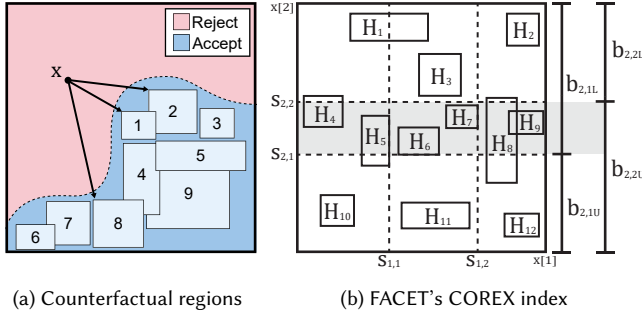 Reject
Accept
x
1
2
3
4
5
6
7
8
9
(a) Counterfactual regions
x[2]
H1
H2
H3
b2,2L
b2,1L
S2,2
H4
H5
H6
H7
H8
H9
S2,1
b2,2U
b2,1U
H10
H11
H12
S1,1
S1,2
x[1]
(b) FACET's COREX index